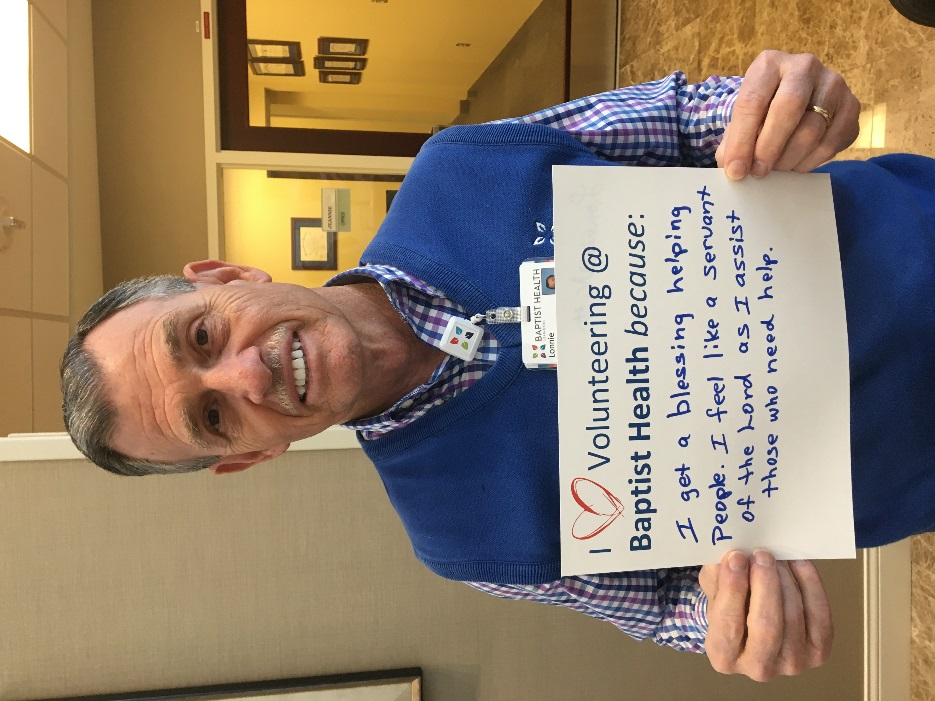 I Volunteering @
Baptist Health because:
I get a blessing helping
People. I feel like a servant
of the Lord as I assist
those who need help.
BAPTIST HEALTH
Lonnie
JEANNIE